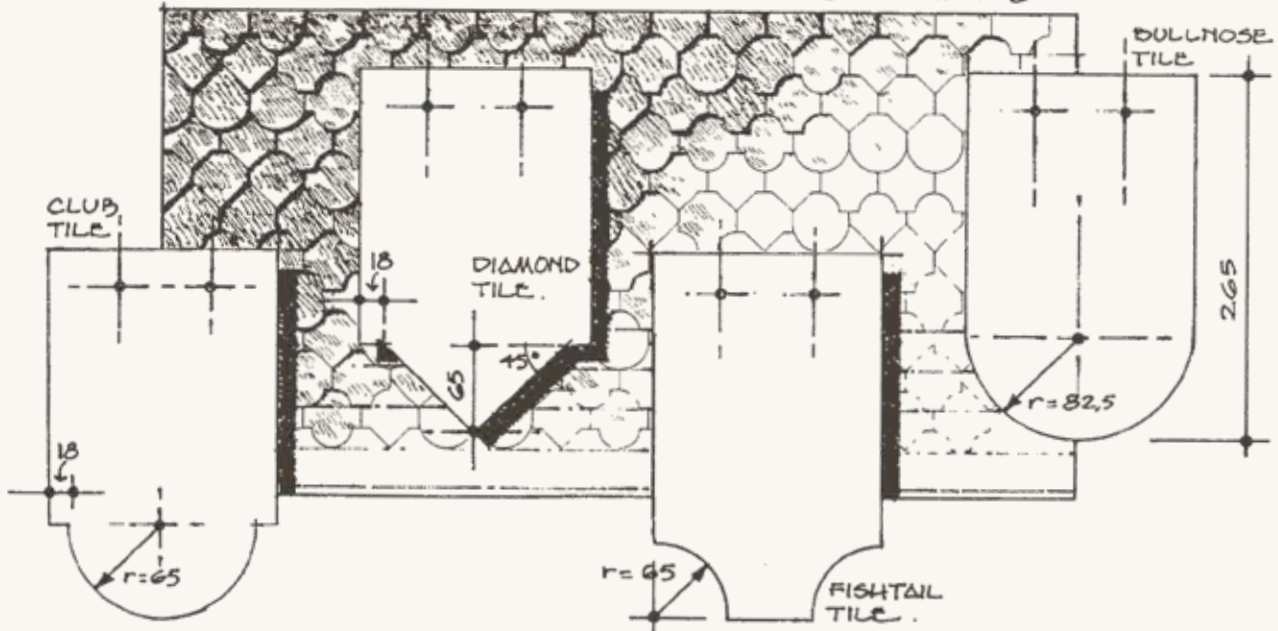 BULLNOSE
TILE
CLUB
TILE
18
DIAMOND
TILE.
265
45°
65
r=82,5
18
r=65
r=65
FISHTAIL
TILE.